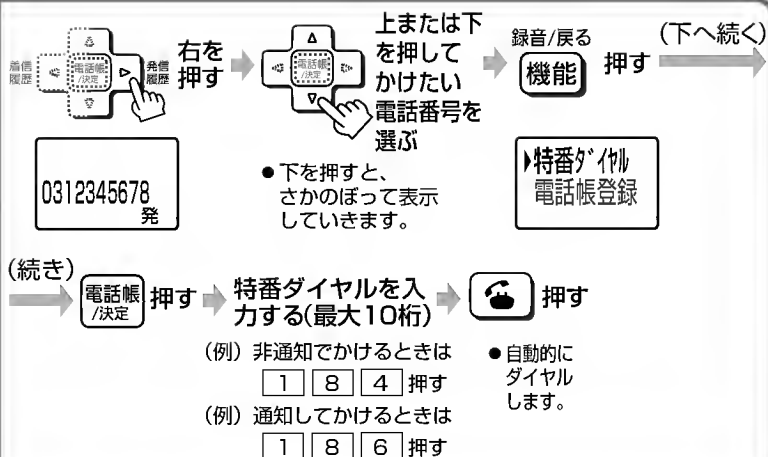 着信
履歴
電話帳
/決定
発信
履歴
右を
押す
電話帳
/決定
上または下
を押して
かけたい
電話番号を
選ぶ
録音/戻る
機能
押す
(下へ続く)
0312345678
発
●下を押すと、
さかのぼって表示
していきます。
▶特番ダイヤル
電話帳登録
(続き)
電話帳
/決定
押す
特番ダイヤルを入
力する(最大10桁)
押す
(例) 非通知でかけるときは
1 8 4 押す
(例) 通知してかけるときは
1 8 6 押す
●自動的に
ダイヤル
します。